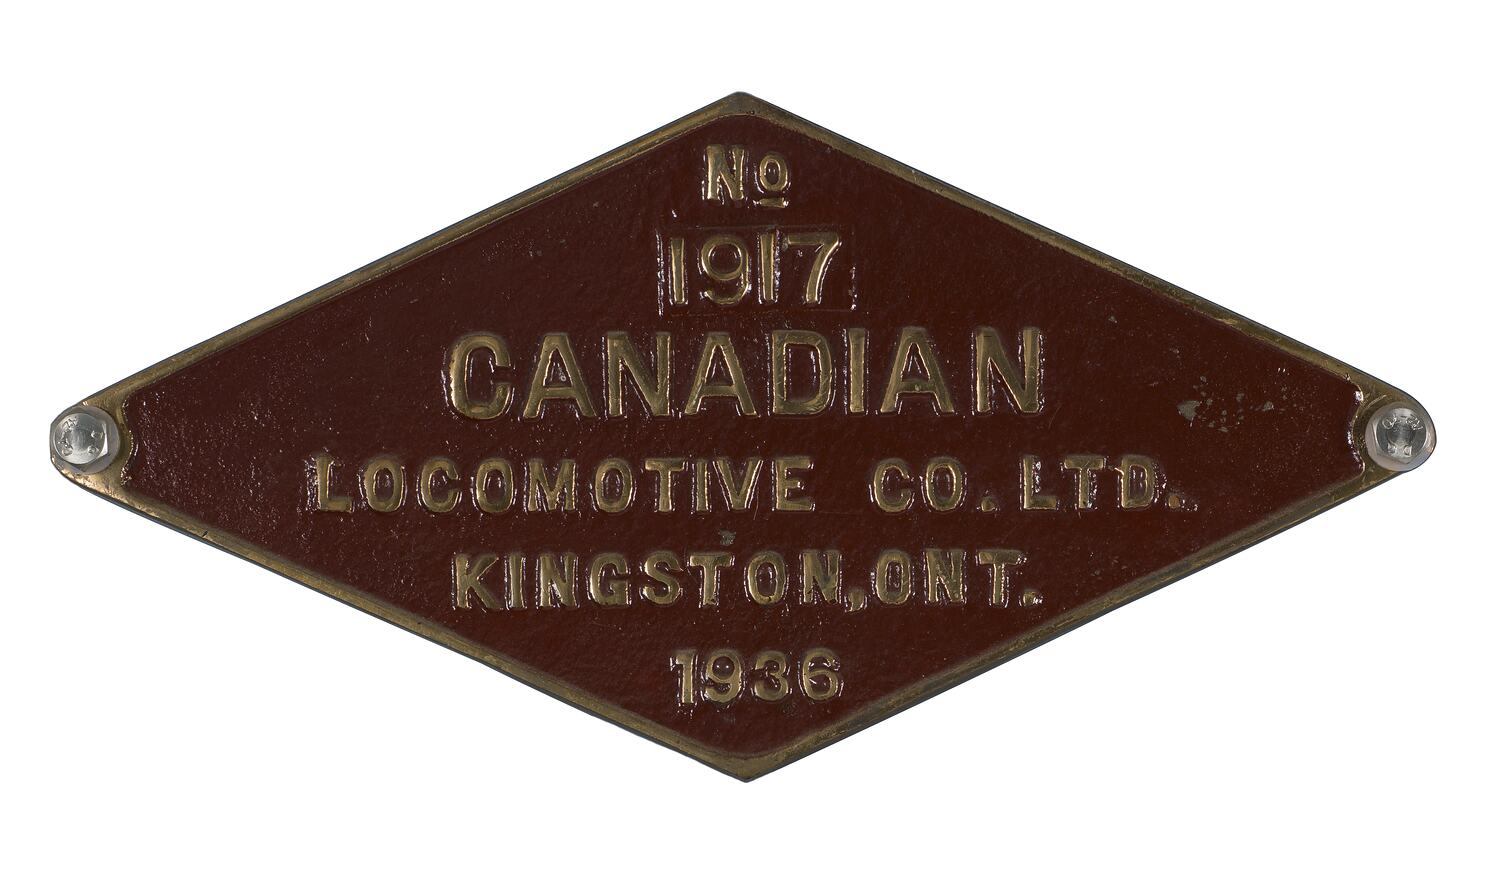 No
1917
CANADIAN
LOCOMOTIVE CO. LTD.
KINGSTON, ONT.
1936